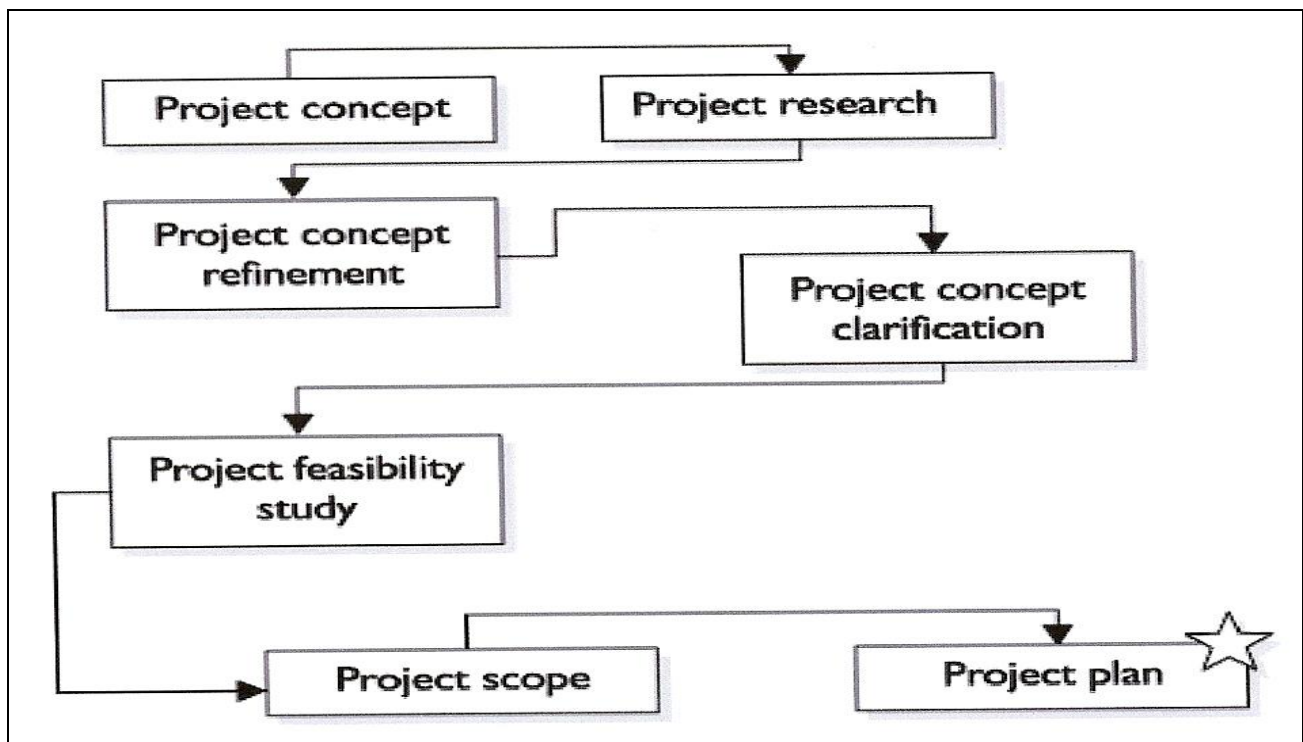 Project concept
Project research
Project concept
refinement
Project concept
clarification
Project feasibility
study
Project scope
Project plan